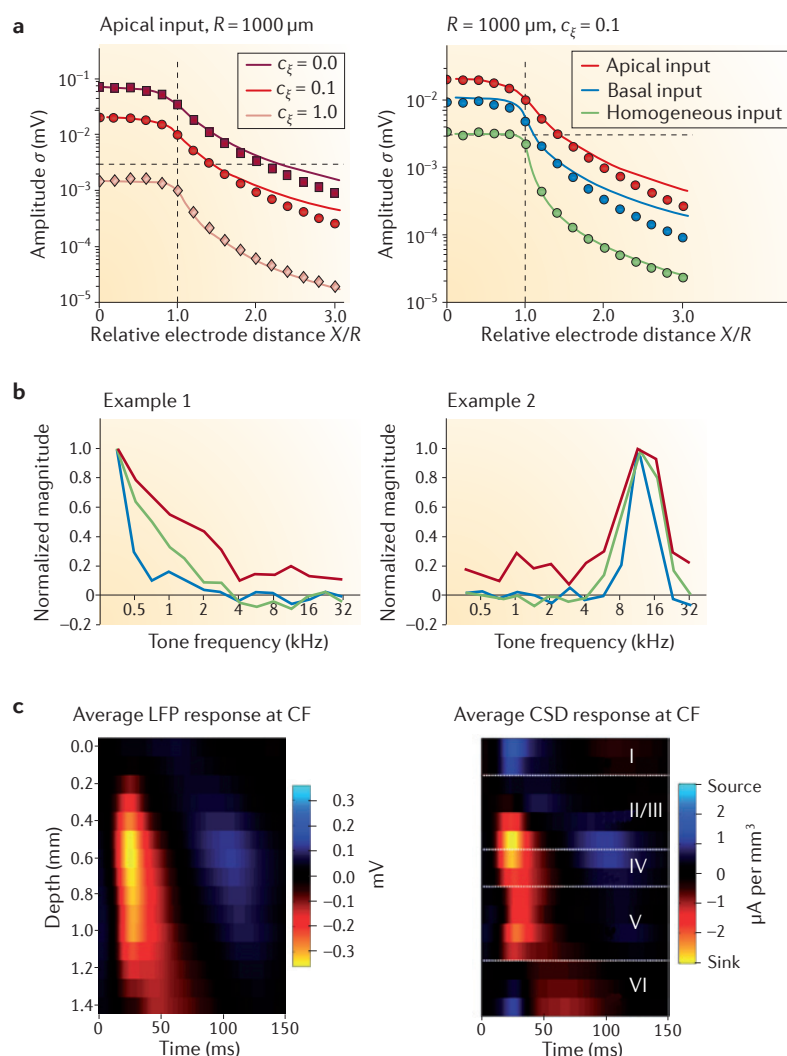 a
Apical input, R = 1000 μm
R = 1000 μm, cξ = 0.1
Amplitude σ (mV)
10⁻¹
10⁻²
10⁻³
10⁻⁴
10⁻⁵
cξ = 0.0
cξ = 0.1
cξ = 1.0
0 1.0 2.0 3.0
Relative electrode distance X/R
Amplitude σ (mV)
10⁻²
10⁻³
10⁻⁴
10⁻⁵
Apical input
Basal input
Homogeneous input
0 1.0 2.0 3.0
Relative electrode distance X/R
b
Example 1
Normalized magnitude
1.0
0.8
0.6
0.4
0.2
0
−0.2
0.5 1 2 4 8 16 32
Tone frequency (kHz)
Example 2
Normalized magnitude
1.0
0.8
0.6
0.4
0.2
0
−0.2
0.5 1 2 4 8 16 32
Tone frequency (kHz)
c
Average LFP response at CF
Depth (mm)
0.0
0.2
0.4
0.6
0.8
1.0
1.2
1.4
0 50 100 150
Time (ms)
0.3
0.2
0.1
0.0
−0.1
−0.2
−0.3
mV
Average CSD response at CF
I
II/III
IV
V
VI
0 50 100 150
Time (ms)
Source
2
1
0
−1
−2
Sink
μA per mm³